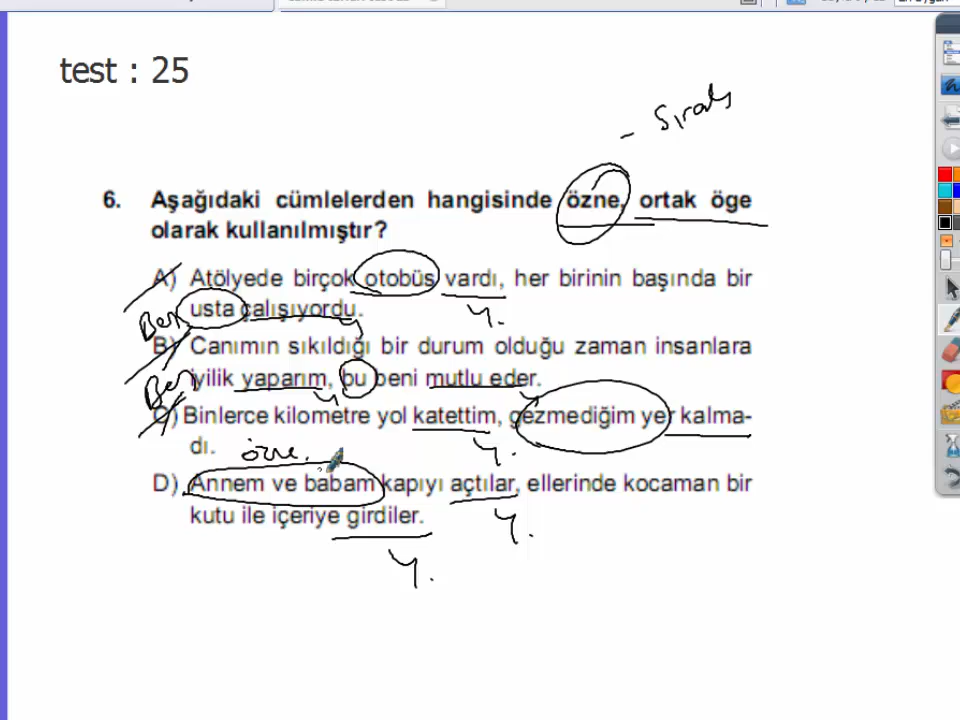 test : 25
- Sıralı
6. Aşağıdaki cümlelerden hangisinde özne, ortak öge
olarak kullanılmıştır?
A) Atölyede birçok otobüs vardı, her birinin başında bir
usta çalışıyordu.
Y.
Ben
B) Canımın sıkıldığı bir durum olduğu zaman insanlara
iyilik yaparım, bu beni mutlu eder.
Ben
C) Binlerce kilometre yol katettim, gezmediğim yer kalma-
dı.
özne.
Y.
D) Annem ve babam kapıyı açtılar, ellerinde kocaman bir
kutu ile içeriye girdiler.
Y.
Y.